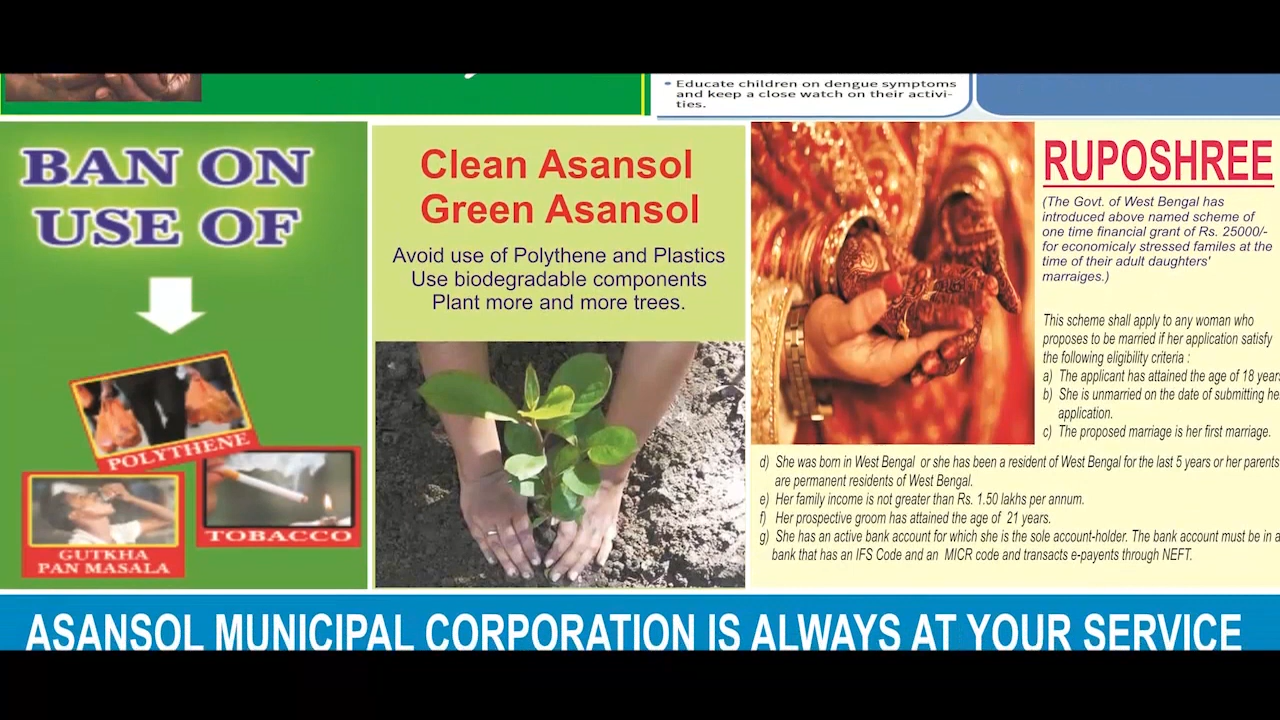 • Educate children on dengue symptoms
and keep a close watch on their activi-
ties.
BAN ON
USE OF
POLYTHENE
TOBACCO
GUTKHA
PAN MASALA
Clean Asansol
Green Asansol
Avoid use of Polythene and Plastics
Use biodegradable components
Plant more and more trees.
RUPOSHREE
(The Govt. of West Bengal has
introduced above named scheme of
one time financial grant of Rs. 25000/-
for economicaly stressed familes at the
time of their adult daughters'
marraiges.)
This scheme shall apply to any woman who
proposes to be married if her application satisfy
the following eligibility criteria :
a) The applicant has attained the age of 18 years
b) She is unmarried on the date of submitting he
application.
c) The proposed marriage is her first marriage.
d) She was born in West Bengal or she has been a resident of West Bengal for the last 5 years or her parents
are permanent residents of West Bengal.
e) Her family income is not greater than Rs. 1.50 lakhs per annum.
f) Her prospective groom has attained the age of 21 years.
g) She has an active bank account for which she is the sole account-holder. The bank account must be in a
bank that has an IFS Code and an MICR code and transacts e-payents through NEFT.
ASANSOL MUNICIPAL CORPORATION IS ALWAYS AT YOUR SERVICE